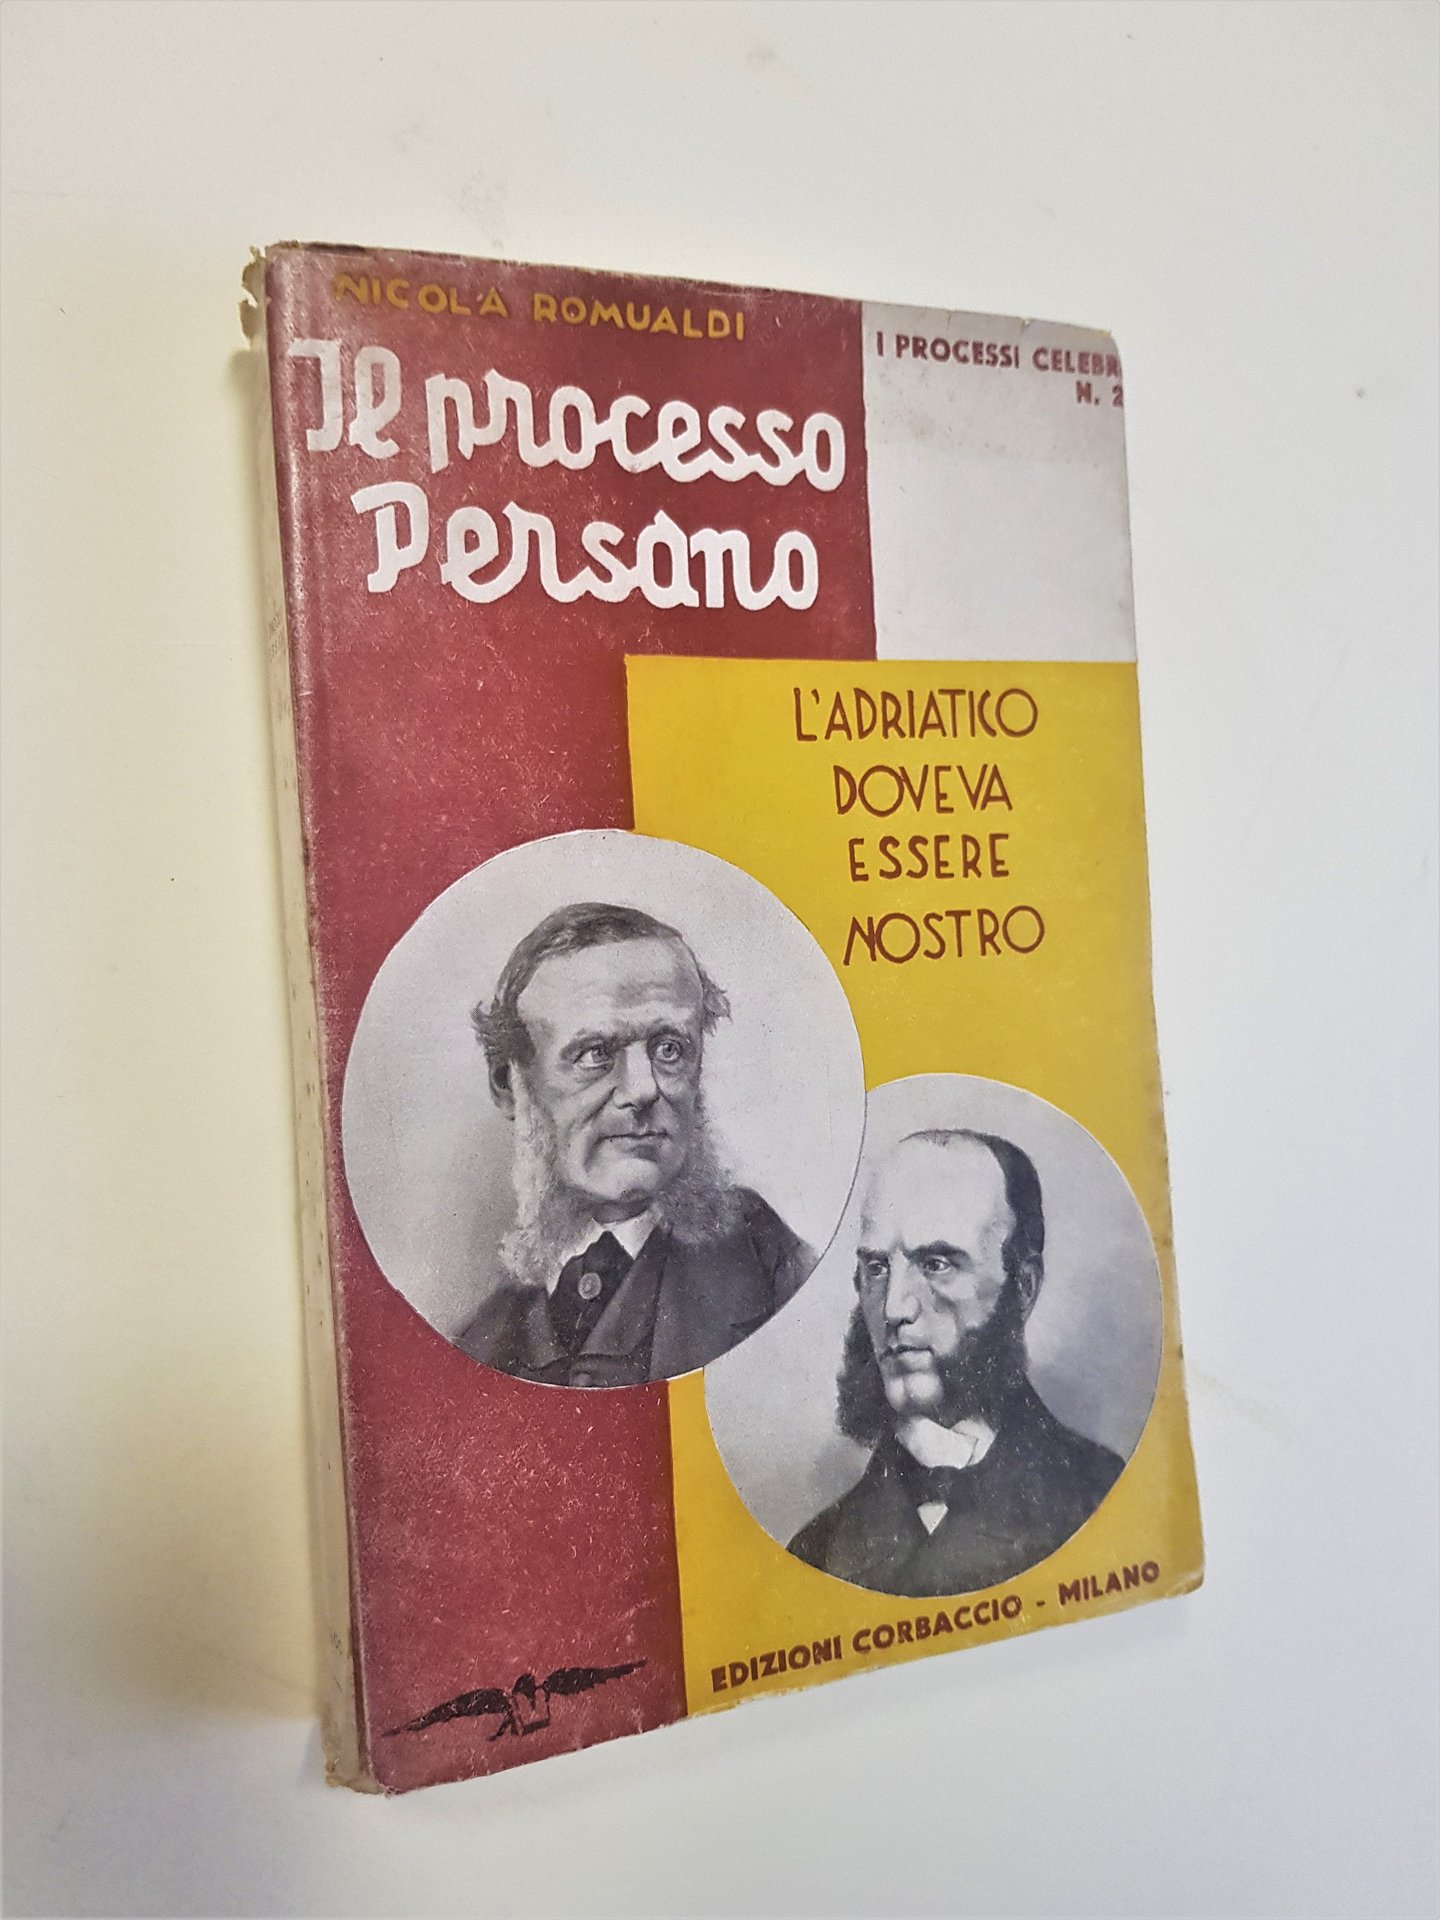 NICOLA ROMUALDI
Il processo
Persano
I PROCESSI CELEBR
N. 2
L'ADRIATICO
DOVEVA
ESSERE
NOSTRO
EDIZIONI CORBACCIO - MILANO